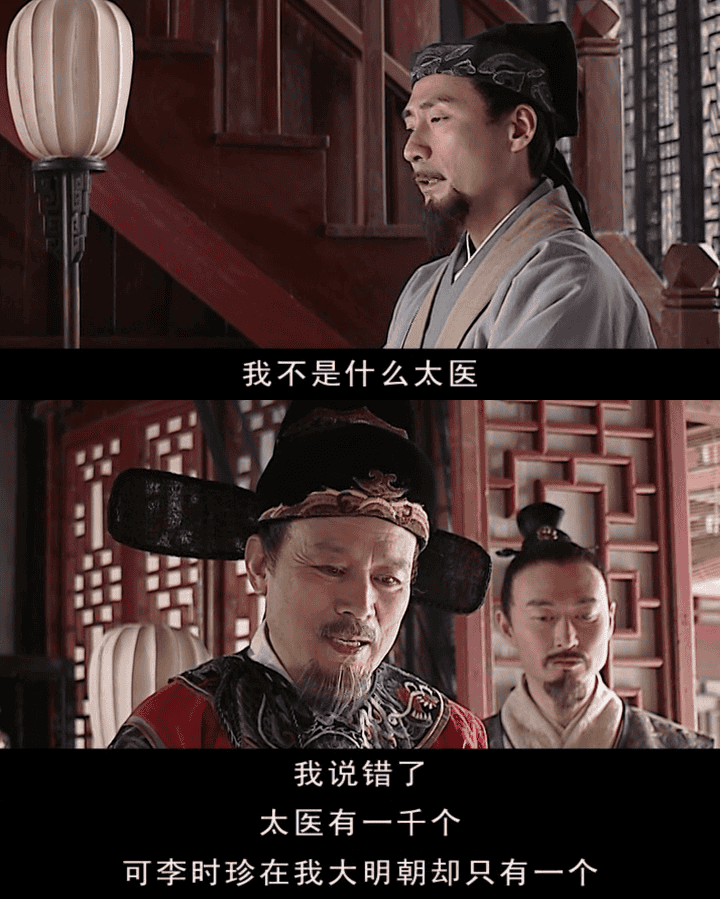 我不是什么太医
我说错了
太医有一千个
可李时珍在我大明朝却只有一个